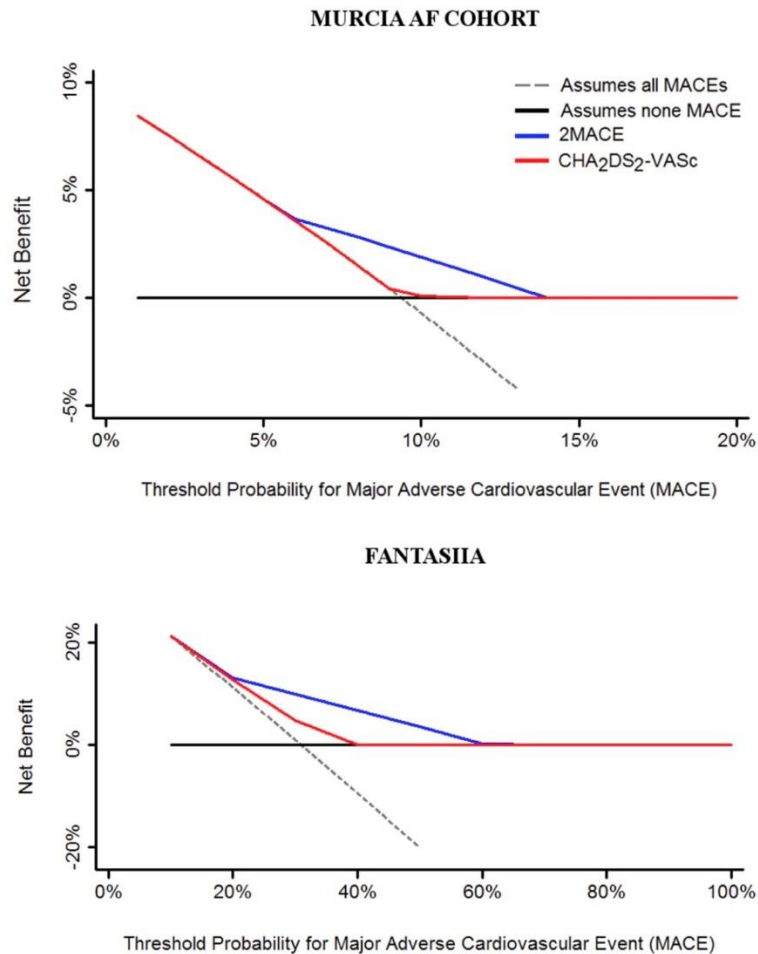 MURCIA AF COHORT
10%
5%
0%
-5%
Net Benefit
Assumes all MACEs
Assumes none MACE
2MACE
CHA2DS2-VASc
0% 5% 10% 15% 20%
Threshold Probability for Major Adverse Cardiovascular Event (MACE)
FANTASIIA
20%
0%
-20%
Net Benefit
0% 20% 40% 60% 80% 100%
Threshold Probability for Major Adverse Cardiovascular Event (MACE)